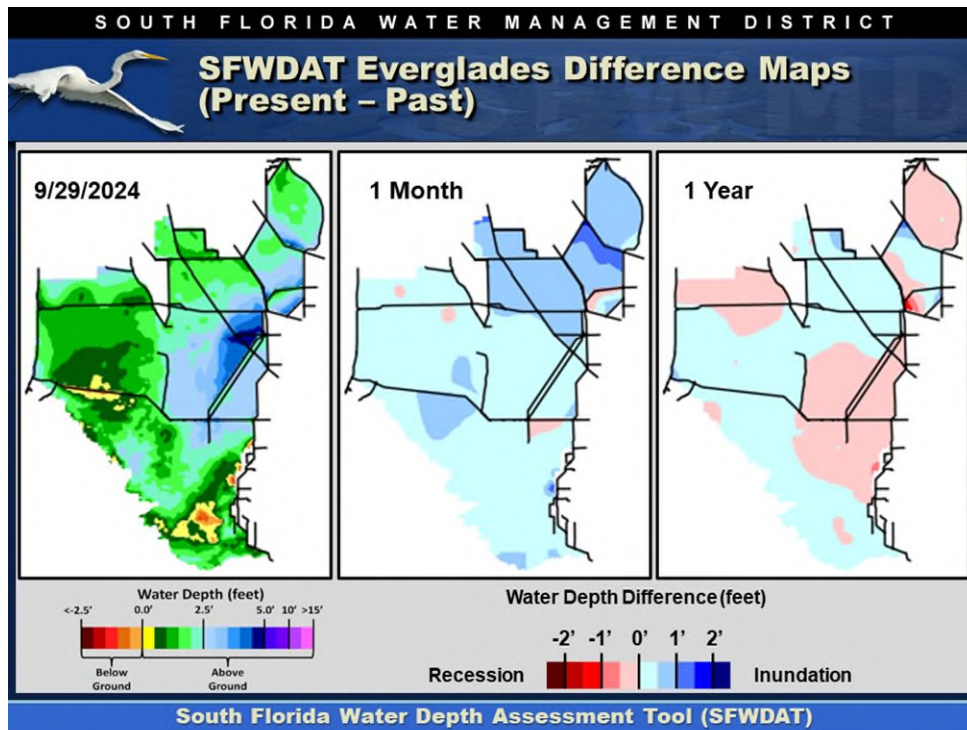 SOUTH FLORIDA WATER MANAGEMENT DISTRICT
SFWDAT Everglades Difference Maps
(Present – Past)
9/29/2024
1 Month
1 Year
Water Depth (feet)
<-2.5' 0.0' 2.5' 5.0' 10' >15'
Below
Ground
Above
Ground
Water Depth Difference (feet)
-2' -1' 0' 1' 2'
Recession
Inundation
South Florida Water Depth Assessment Tool (SFWDAT)